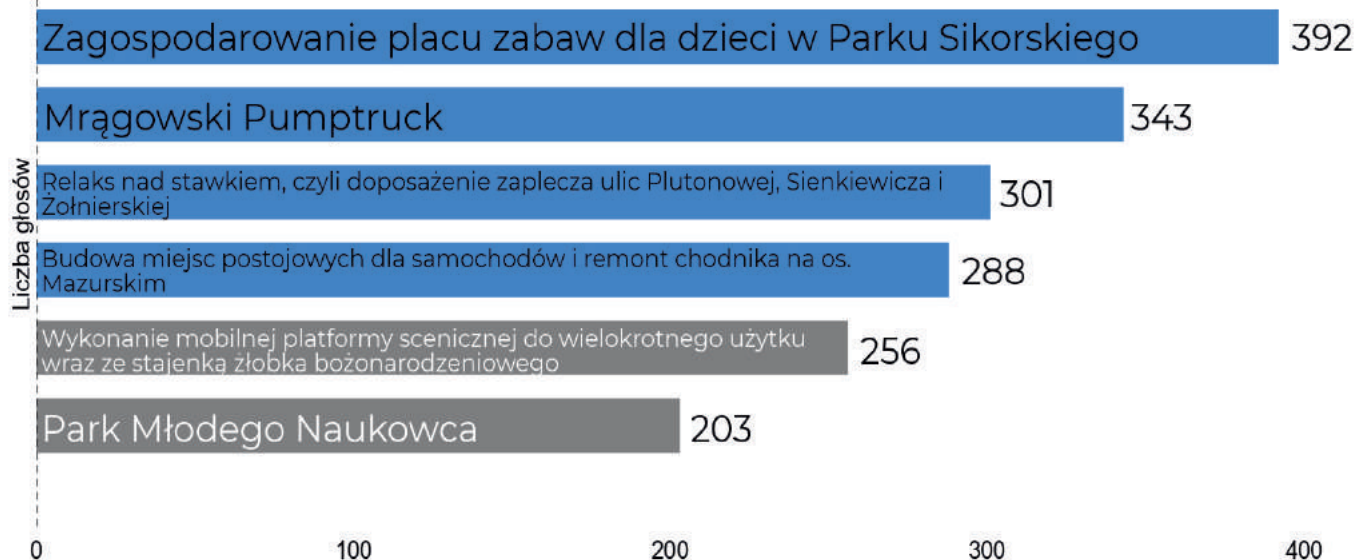 Zagospodarowanie placu zabaw dla dzieci w Parku Sikorskiego 392
Mrągowski Pumptruck 343
Relaks nad stawkiem, czyli doposażenie zaplecza ulic Plutonowej, Sienkiewicza i
Żołnierskiej
301
Budowa miejsc postojowych dla samochodów i remont chodnika na os.
Mazurskim
288
Wykonanie mobilnej platformy scenicznej do wielokrotnego użytku
wraz ze stajenką żłobka bożonarodzeniowego
256
Park Młodego Naukowca 203
Liczba głosów
0 100 200 300 400